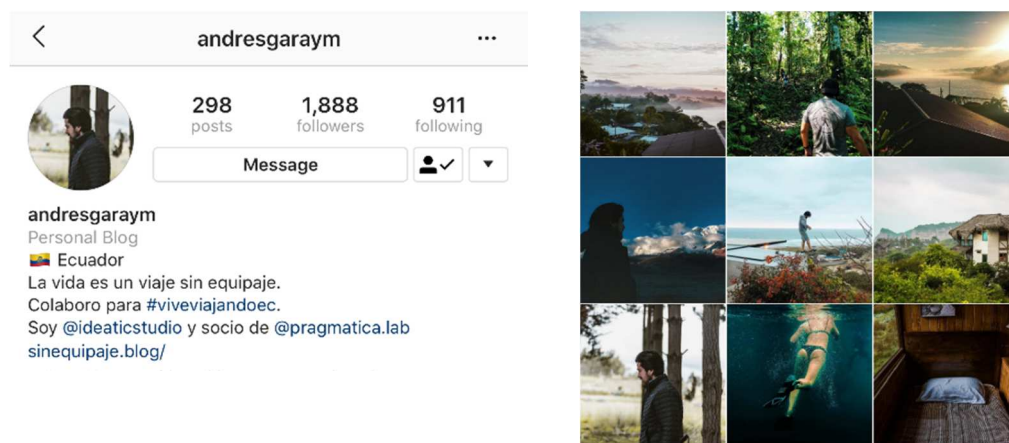 andresgaraym
298 1,888 911
posts followers following
Message
andresgaraym
Personal Blog
Ecuador
La vida es un viaje sin equipaje.
Colaboro para #viveviajandoec.
Soy @ideaticstudio y socio de @pragmatica.lab
sinequipaje.blog/